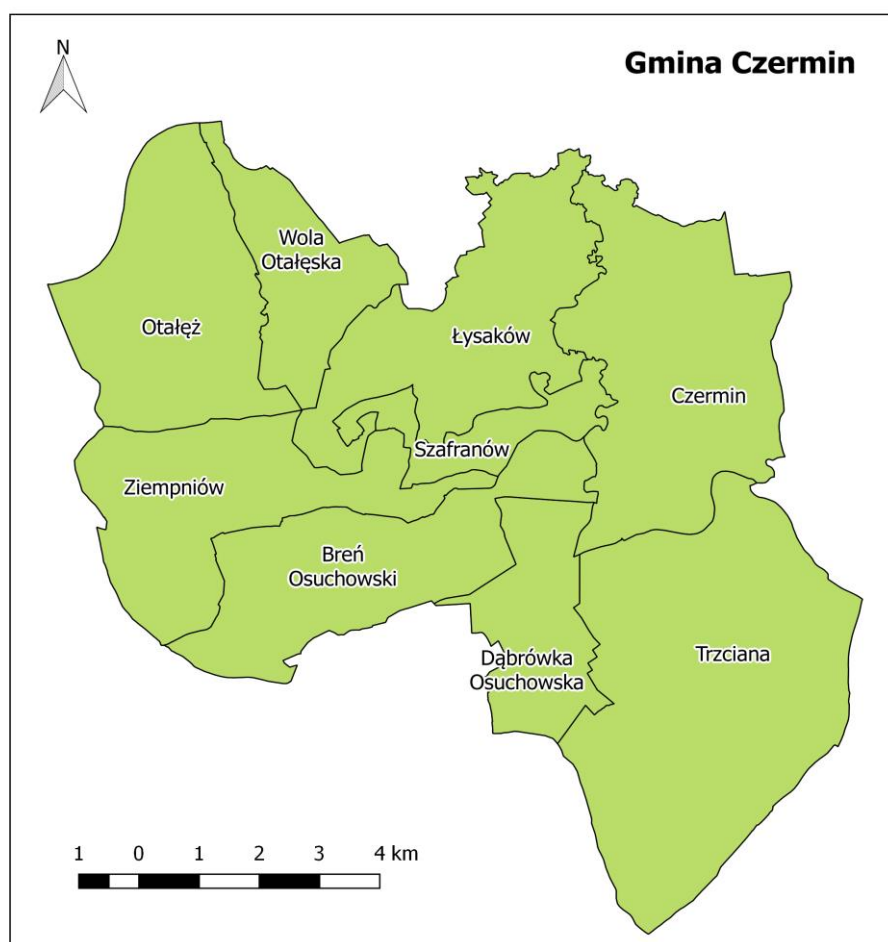 N
Gmina Czermin
Wola
Otałęska
Otałęż
Łysaków
Czermin
Szafranów
Ziempniów
Breń
Osuchowski
Dąbrówka
Osuchowska
Trzciana
1 0 1 2 3 4 km